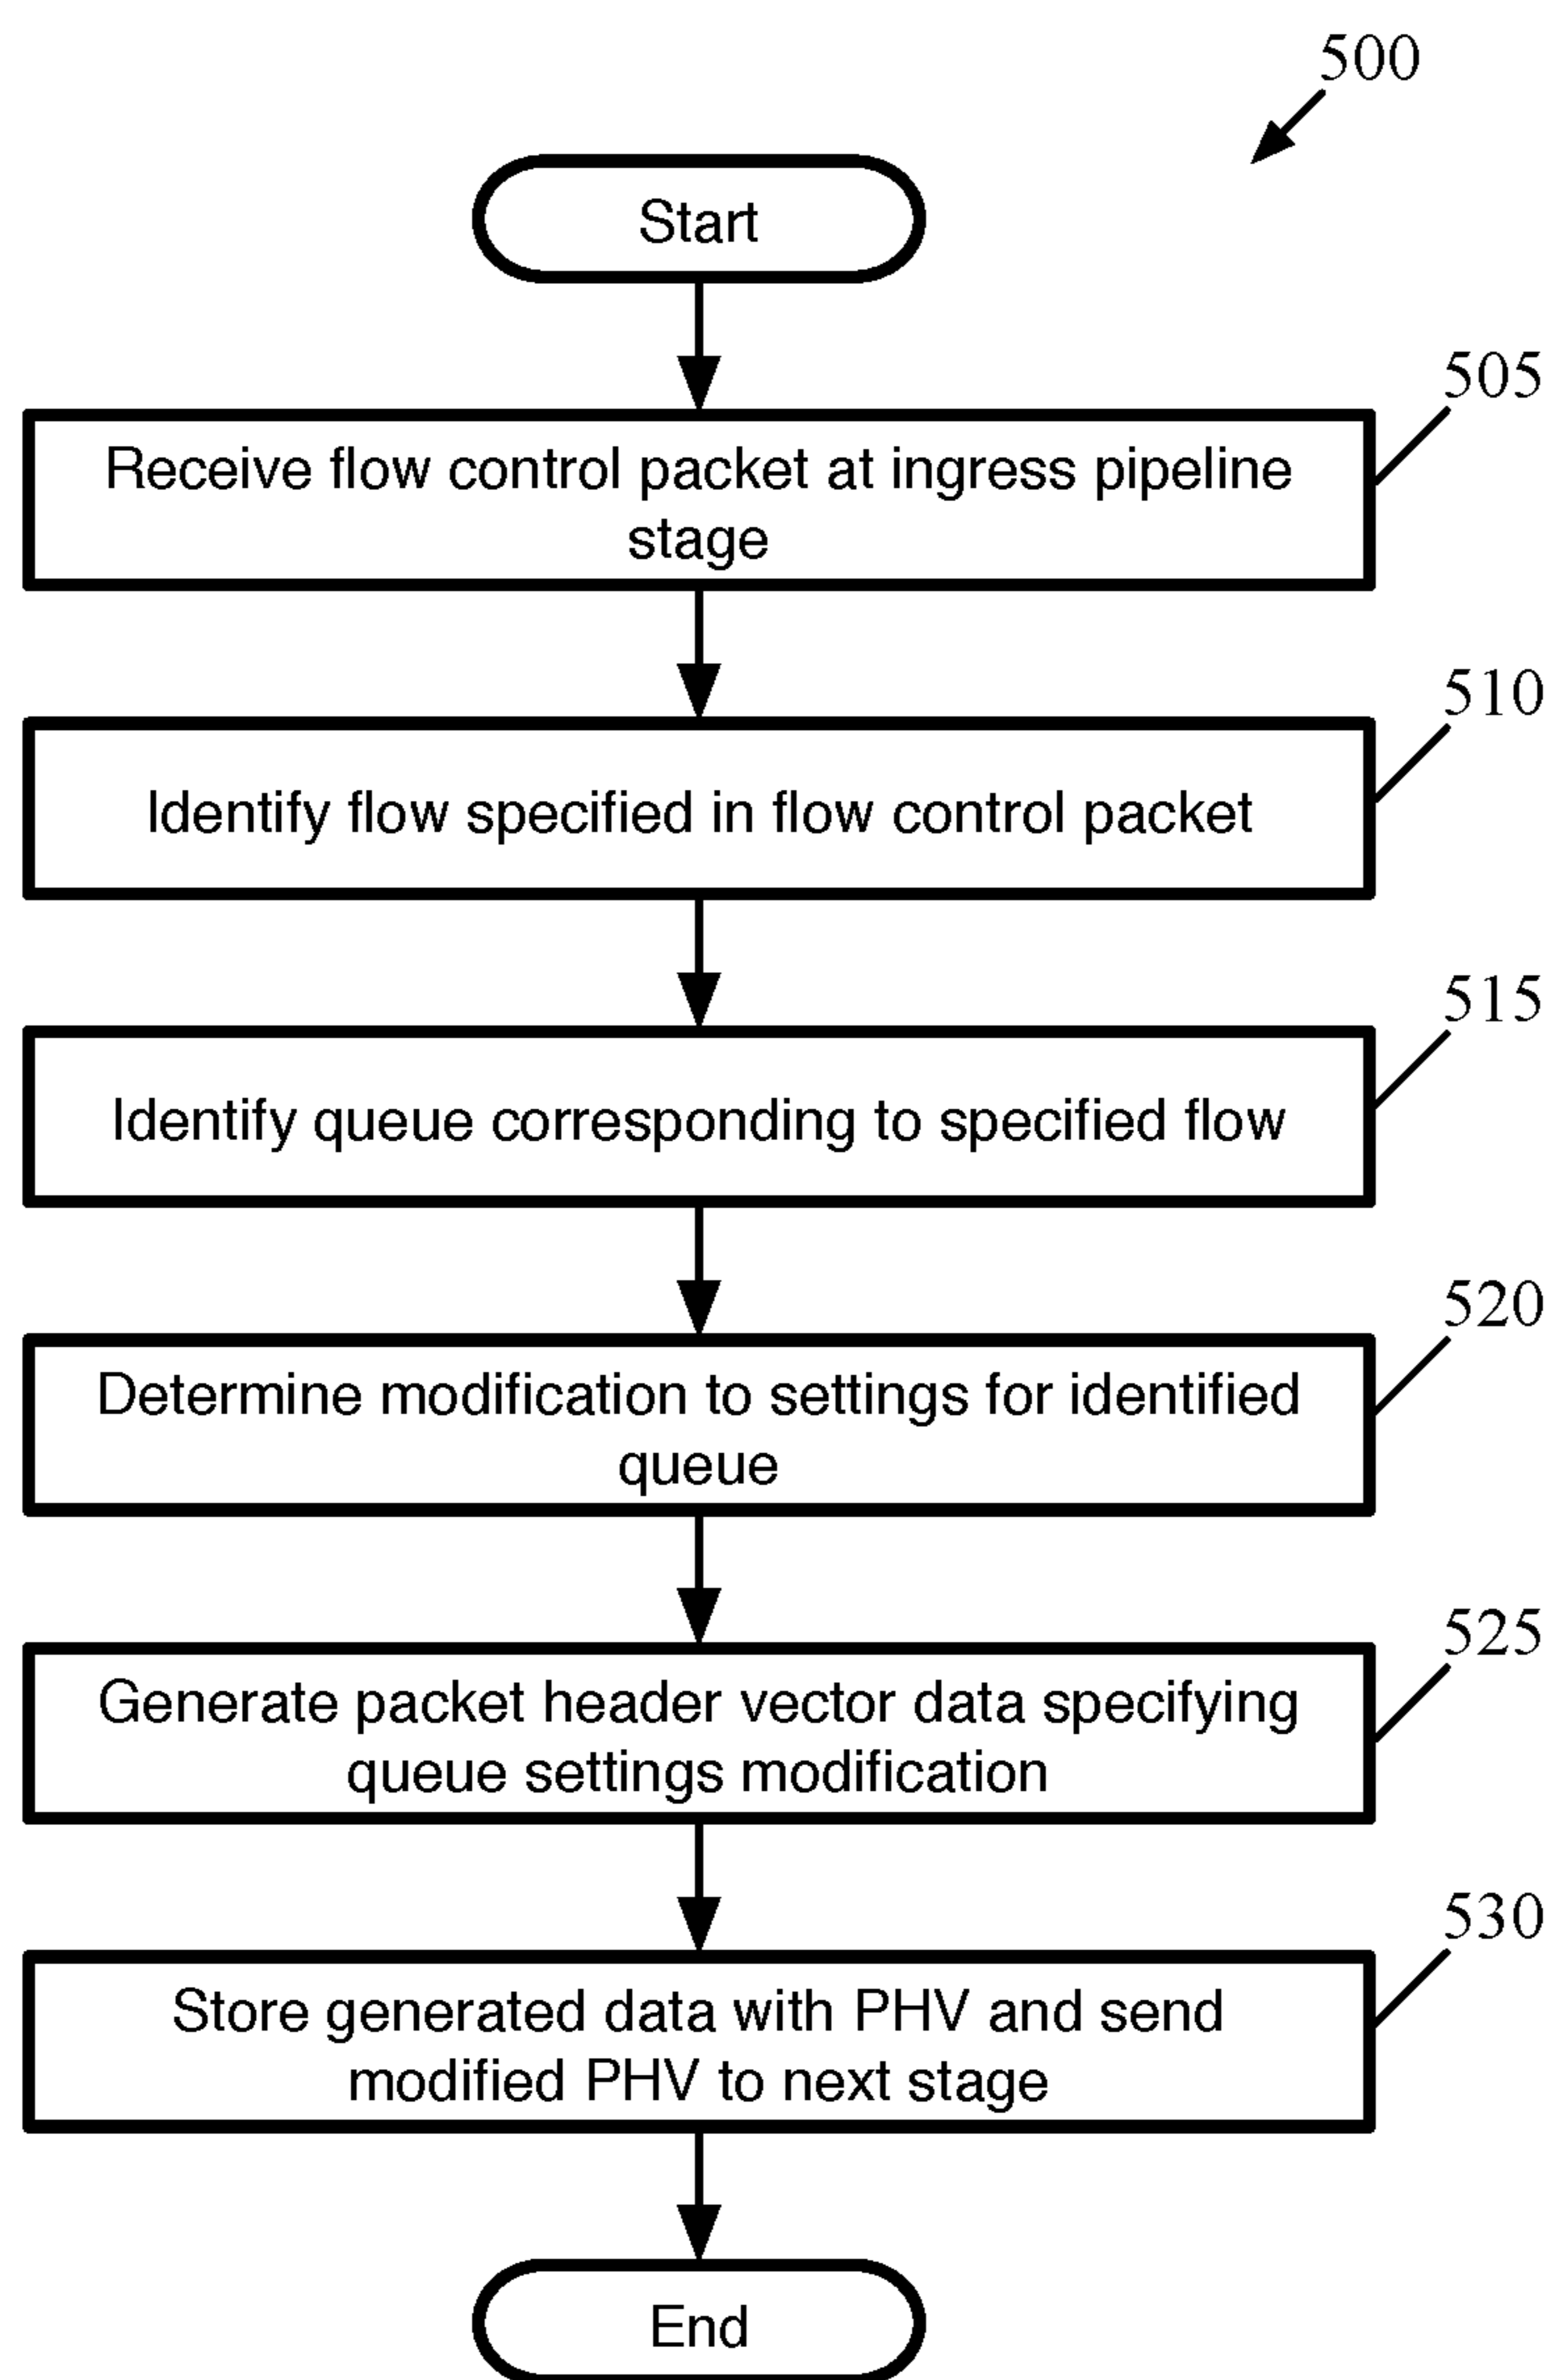 500
Start
505
Receive flow control packet at ingress pipeline
stage
510
Identify flow specified in flow control packet
515
Identify queue corresponding to specified flow
520
Determine modification to settings for identified
queue
525
Generate packet header vector data specifying
queue settings modification
530
Store generated data with PHV and send
modified PHV to next stage
End